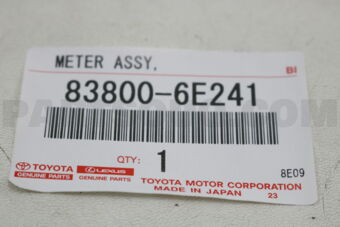 METER ASSY,
BI
83800-6E241
TOYOTA
GENUINE PARTS
LEXUS
GENUINE PARTS
QTY:
1
8E09
TOYOTA MOTOR CORPORATION
MADE IN JAPAN
23